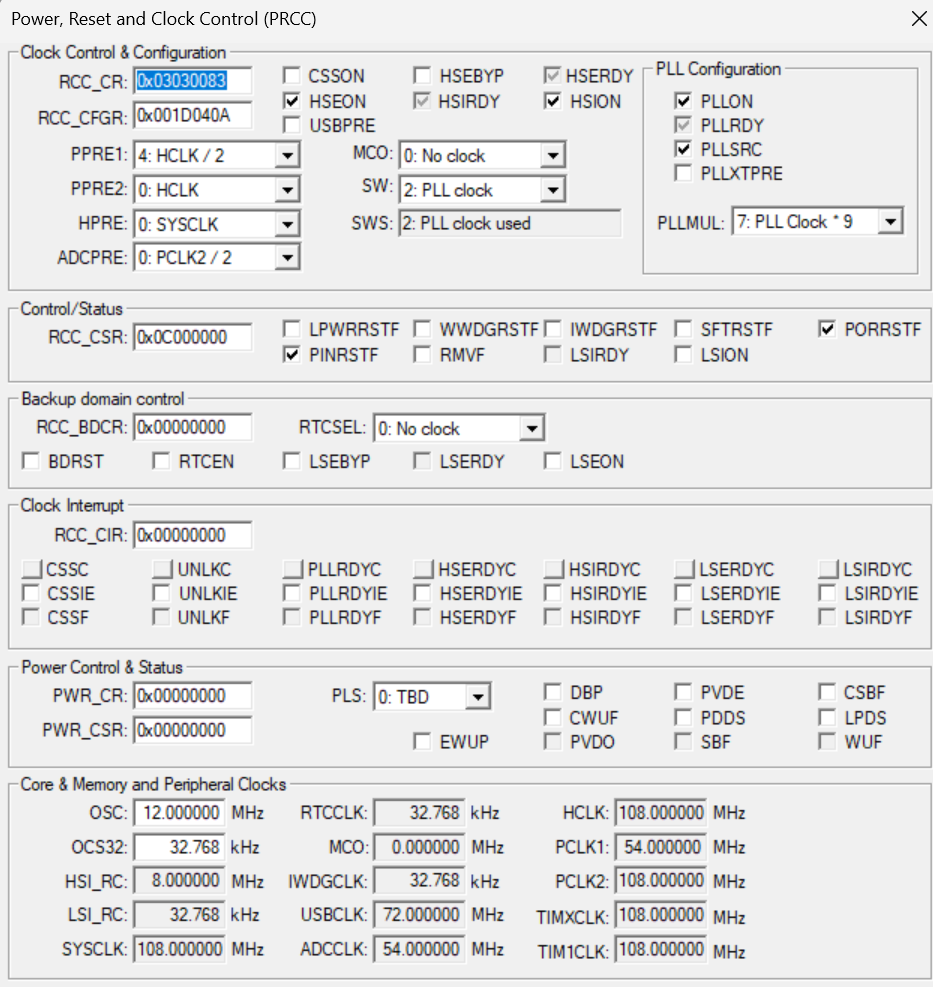 Power, Reset and Clock Control (PRCC)
Clock Control & Configuration
RCC_CR: 0x03030083 CSSON HSEBYP HSERDY
RCC_CFGR: 0x001D040A HSEON HSIRDY HSION
USBPRE
PPRE1: 4: HCLK / 2 MCO: 0: No clock
PPRE2: 0: HCLK SW: 2: PLL clock
HPRE: 0: SYSCLK SWS: 2: PLL clock used
ADCPRE: 0: PCLK2 / 2
PLL Configuration
PLLON
PLLRDY
PLLSRC
PLLXTPRE
PLLMUL: 7: PLL Clock * 9
Control/Status
RCC_CSR: 0x0C000000 LPWRRSTF WWDGRSTF IWDGRSTF SFTRSTF PORRSTF
PINRSTF RMVF LSIRDY LSION
Backup domain control
RCC_BDCR: 0x00000000 RTCSEL: 0: No clock
BDRST RTCEN LSEBYP LSERDY LSEON
Clock Interrupt
RCC_CIR: 0x00000000
CSSC UNLKC PLLRDYC HSERDYC HSIRDYC LSERDYC LSIRDYC
CSSIE UNLKIE PLLRDYIE HSERDYIE HSIRDYIE LSERDYIE LSIRDYIE
CSSF UNLKF PLLRDYF HSERDYF HSIRDYF LSERDYF LSIRDYF
Power Control & Status
PWR_CR: 0x00000000 PLS: 0: TBD DBP PVDE CSBF
PWR_CSR: 0x00000000 CWUF PDDS LPDS
EWUP PVDO SBF WUF
Core & Memory and Peripheral Clocks
OSC: 12.000000 MHz RTCCLK: 32.768 kHz HCLK: 108.000000 MHz
OCS32: 32.768 kHz MCO: 0.000000 MHz PCLK1: 54.000000 MHz
HSI_RC: 8.000000 MHz IWDGCLK: 32.768 kHz PCLK2: 108.000000 MHz
LSI_RC: 32.768 kHz USBCLK: 72.000000 MHz TIMXCLK: 108.000000 MHz
SYSCLK: 108.000000 MHz ADCCLK: 54.000000 MHz TIM1CLK: 108.000000 MHz